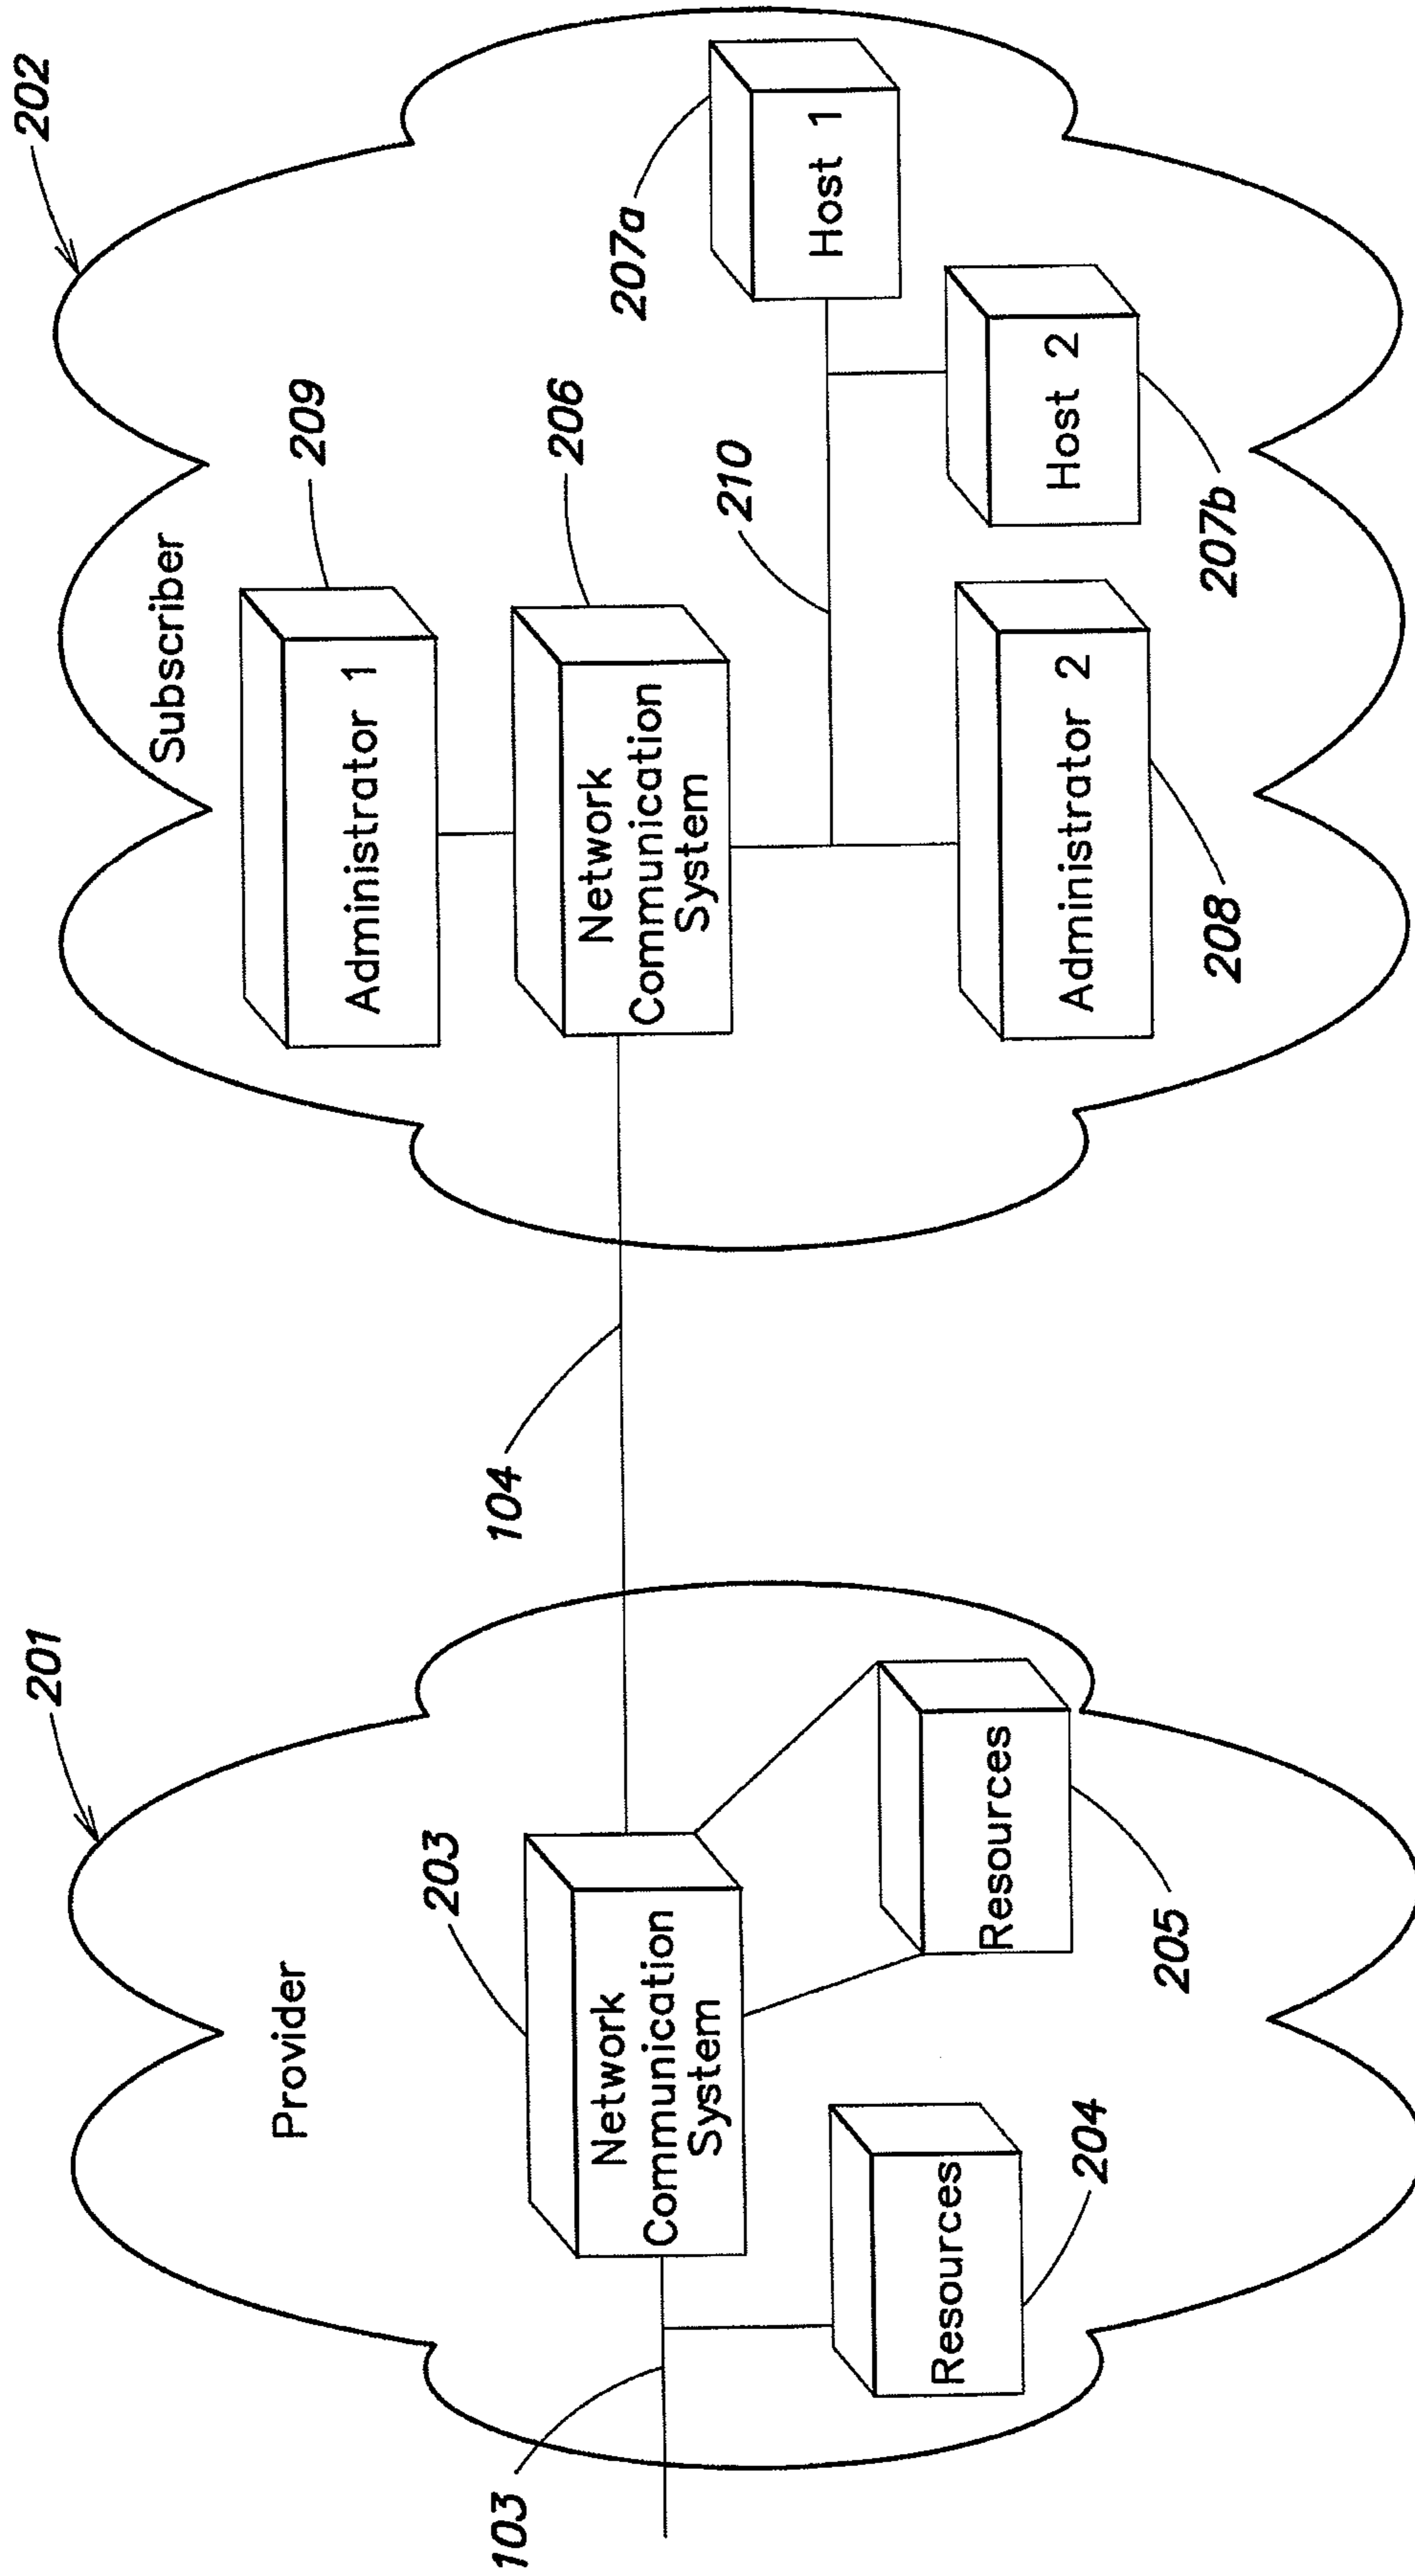 201
Provider
203
Network
Communication
System
103
Resources
204
Resources
205
104
202
Subscriber
209
Administrator 1
206
Network
Communication
System
210
207a
Host 1
Host 2
207b
Administrator 2
208